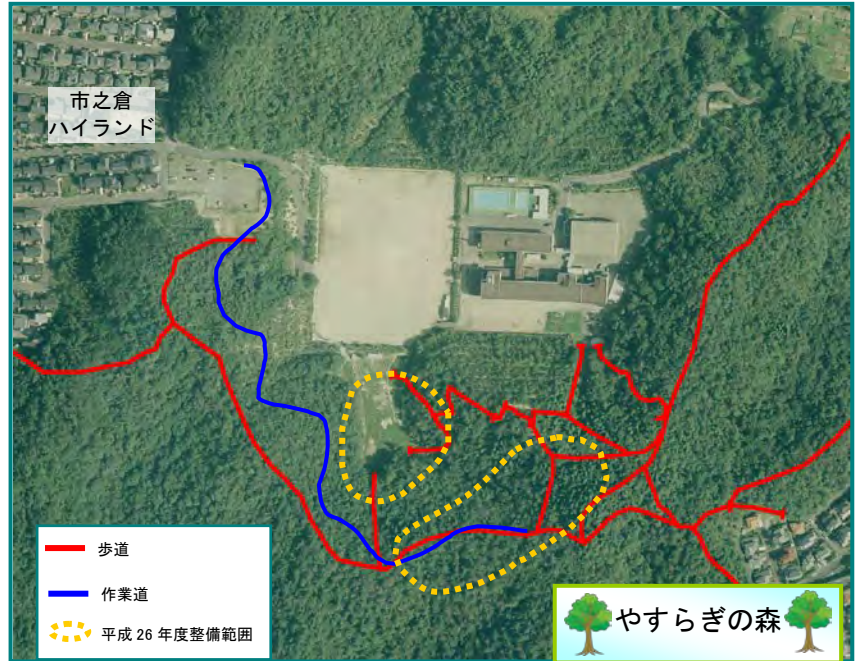 市之倉
ハイランド
歩道
作業道
平成 26 年度整備範囲
やすらぎの森